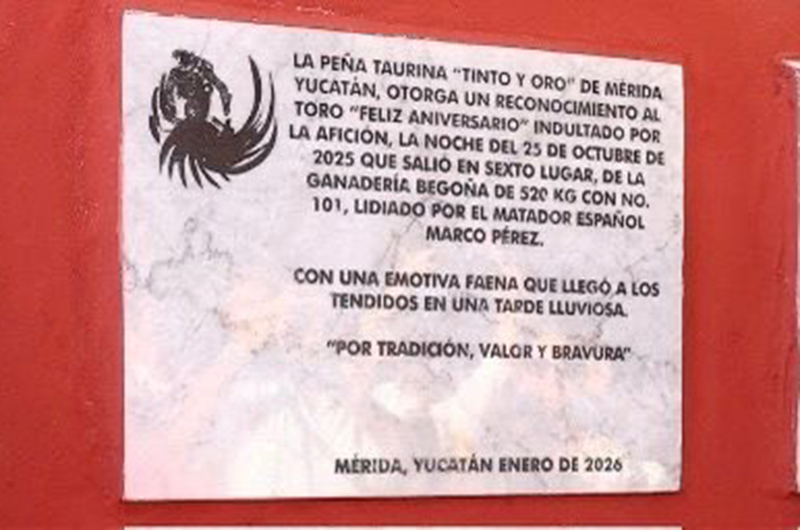 LA PEÑA TAURINA "TINTO Y ORO" DE MÉRIDA
YUCATÁN, OTORGA UN RECONOCIMIENTO AL
TORO "FELIZ ANIVERSARIO" INDULTADO POR
LA AFICIÓN, LA NOCHE DEL 25 DE OCTUBRE DE
2025 QUE SALIÓ EN SEXTO LUGAR, DE LA
GANADERÍA BEGOÑA DE 520 KG CON NO.
101, LIDIADO POR EL MATADOR ESPAÑOL
MARCO PÉREZ.
CON UNA EMOTIVA FAENA QUE LLEGÓ A LOS
TENDIDOS EN UNA TARDE LLUVIOSA.
"POR TRADICIÓN, VALOR Y BRAVURA"
MÉRIDA, YUCATÁN ENERO DE 2026